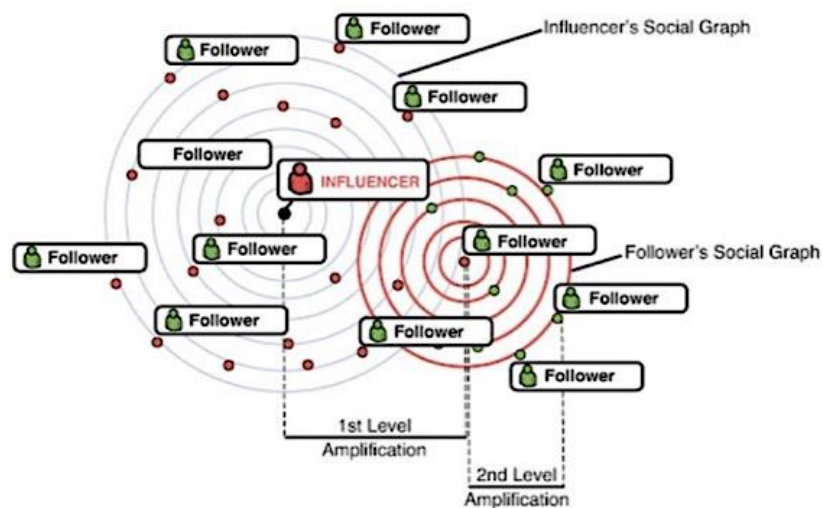 Follower
Influencer's Social Graph
Follower
Follower
Follower
Follower
INFLUENCER
Follower
Follower
Follower
Follower's Social Graph
Follower
Follower
Follower
Follower
Follower
1st Level
Amplification
2nd Level
Amplification